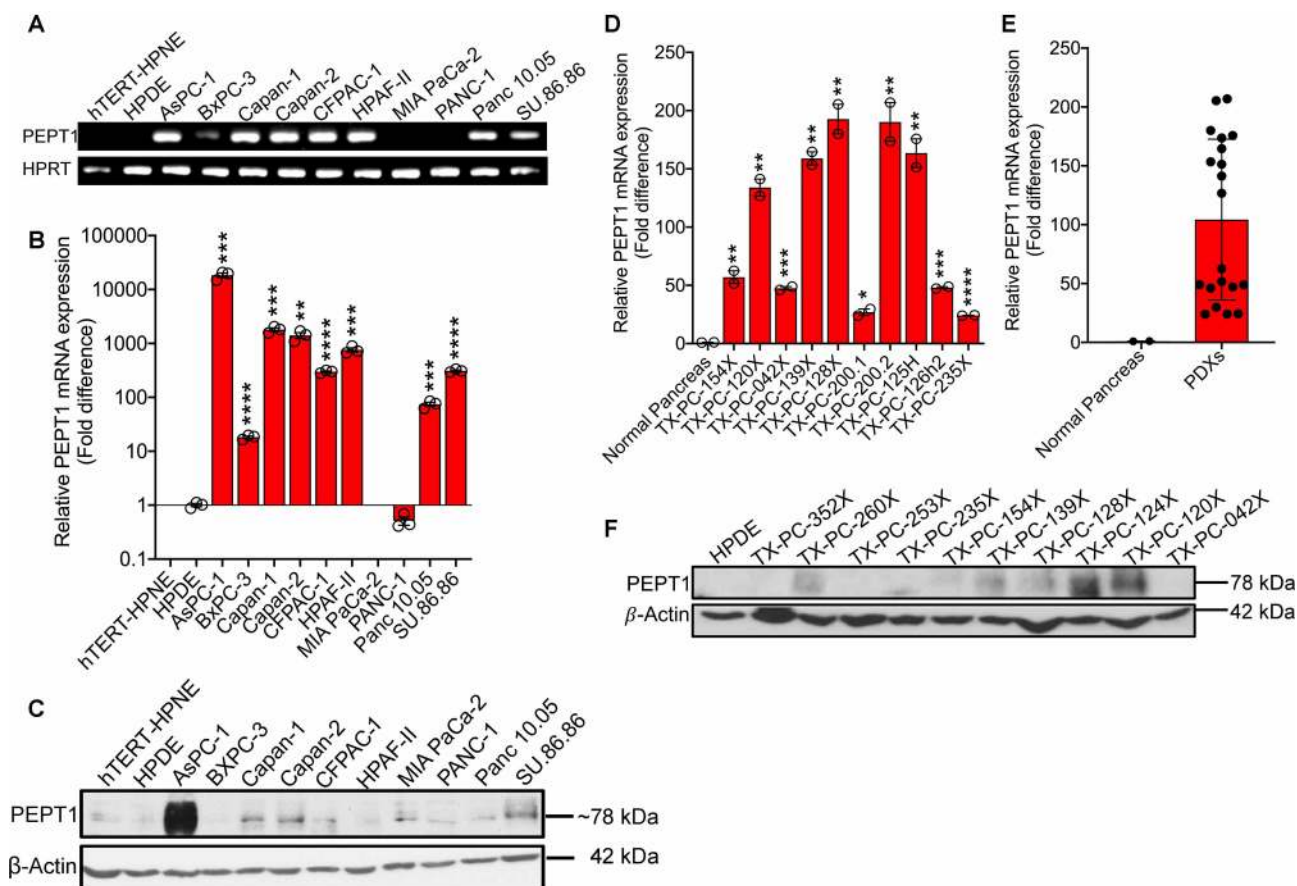 A
hTERT-HPNE
HPDE
AsPC-1
BxPC-3
Capan-1
Capan-2
CFPAC-1
HPAF-II
MIA PaCa-2
PANC-1
Panc 10.05
SU.86.86
PEPT1
HPRT
B
Relative PEPT1 mRNA expression
(Fold difference)
100000
10000
1000
100
10
1
0.1
***
****
***
**
****
***
***
****
hTERT-HPNE
HPDE
AsPC-1
BxPC-3
Capan-1
Capan-2
CFPAC-1
HPAF-II
MIA PaCa-2
PANC-1
Panc 10.05
SU.86.86
C
hTERT-HPNE
HPDE
AsPC-1
BXPC-3
Capan-1
Capan-2
CFPAC-1
HPAF-II
MIA PaCa-2
PANC-1
Panc 10.05
SU.86.86
PEPT1
~78 kDa
β-Actin
42 kDa
D
Relative PEPT1 mRNA expression
(Fold difference)
250
200
150
100
50
0
**
**
***
**
**
*
**
**
***
****
Normal Pancreas
TX-PC-154X
TX-PC-120X
TX-PC-042X
TX-PC-139X
TX-PC-128X
TX-PC-200.1
TX-PC-200.2
TX-PC-125H
TX-PC-126h2
TX-PC-235X
E
Relative PEPT1 mRNA expression
(Fold difference)
250
200
150
100
50
0
Normal Pancreas
PDXs
F
HPDE
TX-PC-352X
TX-PC-260X
TX-PC-253X
TX-PC-235X
TX-PC-154X
TX-PC-139X
TX-PC-128X
TX-PC-124X
TX-PC-120X
TX-PC-042X
PEPT1
78 kDa
β-Actin
42 kDa